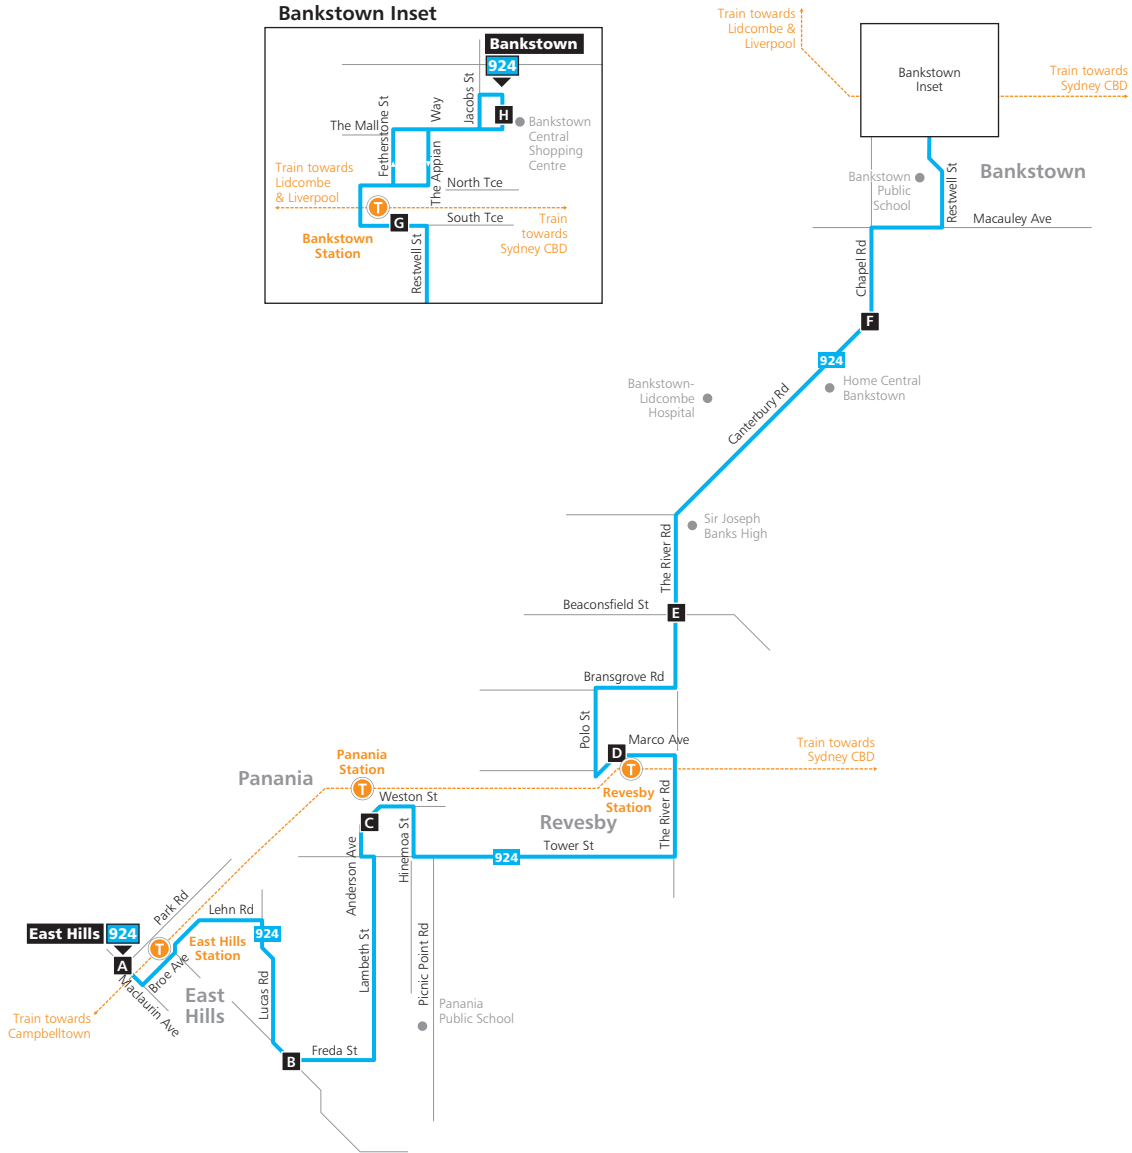 Bankstown Inset
Bankstown
924
Jacobs St
Way
Fetherstone St
The Mall
H
Bankstown
Central
Shopping
Centre
The Appian
Train towards
Lidcombe
& Liverpool
North Tce
T
G
South Tce
Train
towards
Sydney CBD
Bankstown
Station
Restwell St
Train towards
Lidcombe &
Liverpool
Bankstown
Inset
Train towards
Sydney CBD
Bankstown
Public
School
Restwell St
Bankstown
Macauley Ave
Chapel Rd
F
924
Home Central
Bankstown
Bankstown-
Lidcombe
Hospital
Canterbury Rd
Sir Joseph
Banks High
The River Rd
Beaconsfield St
E
Bransgrove Rd
Polo St
D
Marco Ave
T
Train towards
Sydney CBD
Revesby
Station
Panania
Station
Panania
T
Weston St
C
Revesby
The River Rd
Hinemoa St
Tower St
924
Anderson Ave
Park Rd
Lehn Rd
East Hills
924
924
T
East Hills
Station
A
Broe Ave
Maclaurin Ave
East
Hills
Lucas Rd
Lambeth St
Picnic Point Rd
Panania
Public School
Train towards
Campbelltown
B
Freda St